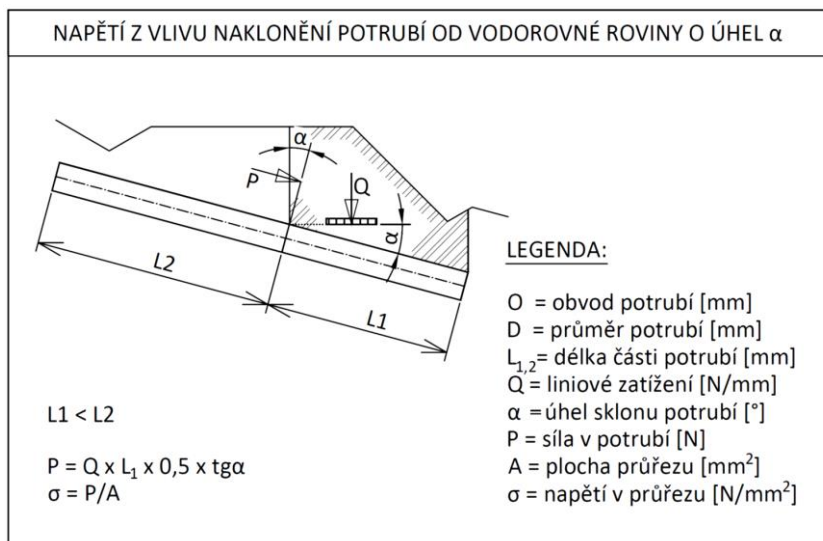 NAPĚTÍ Z VLIVU NAKLONĚNÍ POTRUBÍ OD VODOROVNÉ ROVINY O ÚHEL α
α
P
Q
α
L2
L1
LEGENDA:
O = obvod potrubí [mm]
D = průměr potrubí [mm]
L₁,₂= délka části potrubí [mm]
Q = liniové zatížení [N/mm]
α = úhel sklonu potrubí [°]
P = síla v potrubí [N]
A = plocha průřezu [mm²]
σ = napětí v průřezu [N/mm²]
L1 < L2
P = Q x L₁ x 0,5 x tgα
σ = P/A